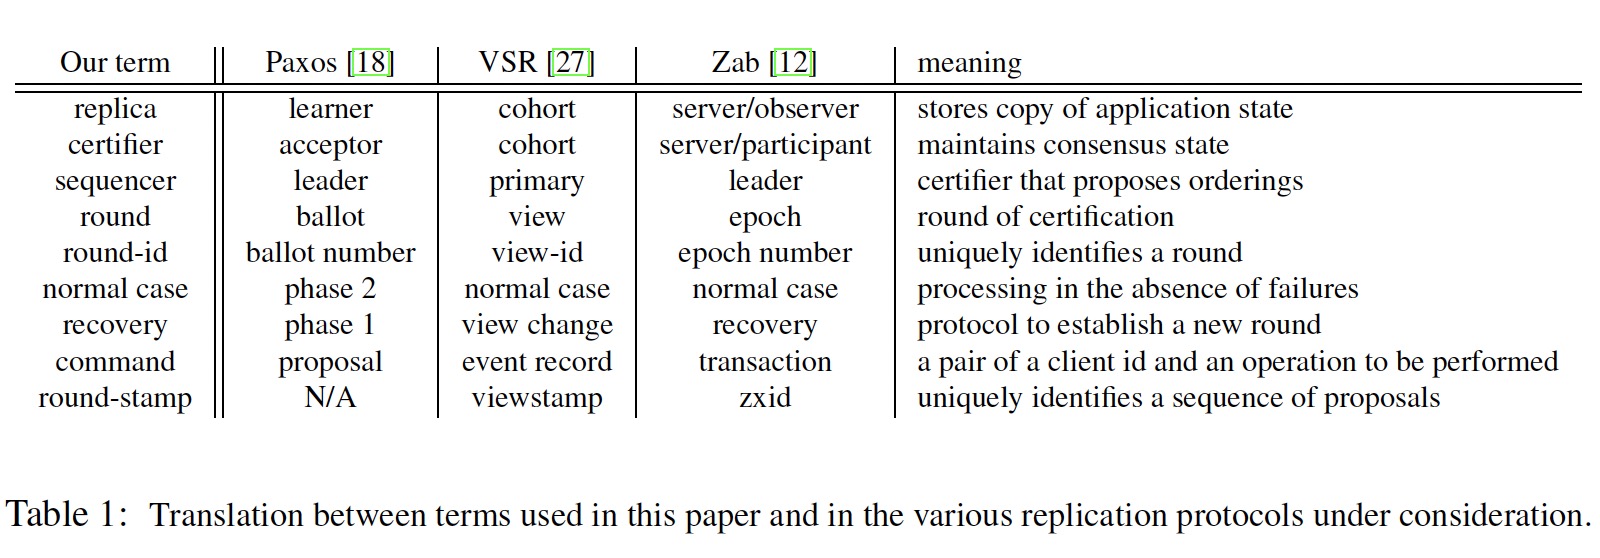 Our term Paxos [18] VSR [27] Zab [12] meaning
replica learner cohort server/observer stores copy of application state
certifier acceptor cohort server/participant maintains consensus state
sequencer leader primary leader certifier that proposes orderings
round ballot view epoch round of certification
round-id ballot number view-id epoch number uniquely identifies a round
normal case phase 2 normal case normal case processing in the absence of failures
recovery phase 1 view change recovery protocol to establish a new round
command proposal event record transaction a pair of a client id and an operation to be performed
round-stamp N/A viewstamp zxid uniquely identifies a sequence of proposals
Table 1: Translation between terms used in this paper and in the various replication protocols under consideration.